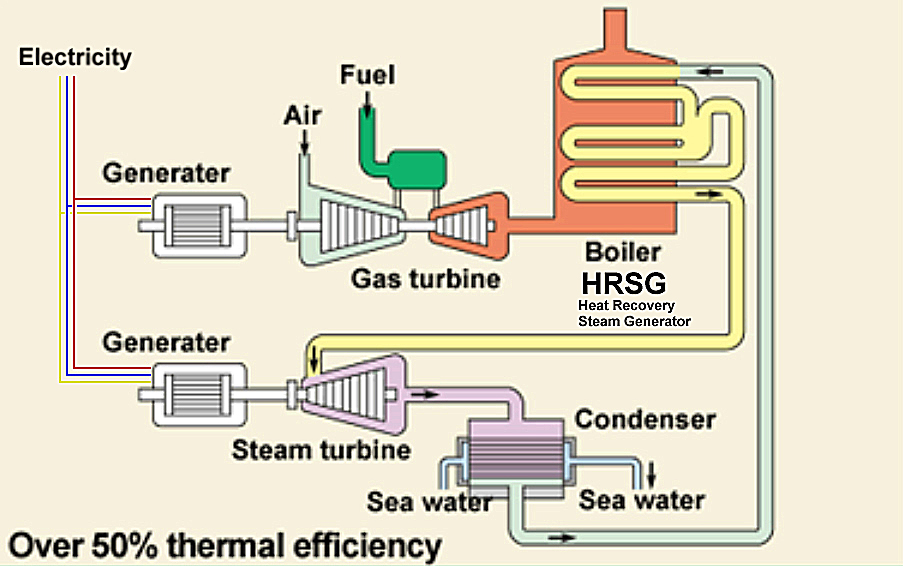 Electricity
Fuel
Air
Generater
Gas turbine
Boiler
HRSG
Heat Recovery
Steam Generator
Generater
Steam turbine
Condenser
Sea water
Sea water
Over 50% thermal efficiency